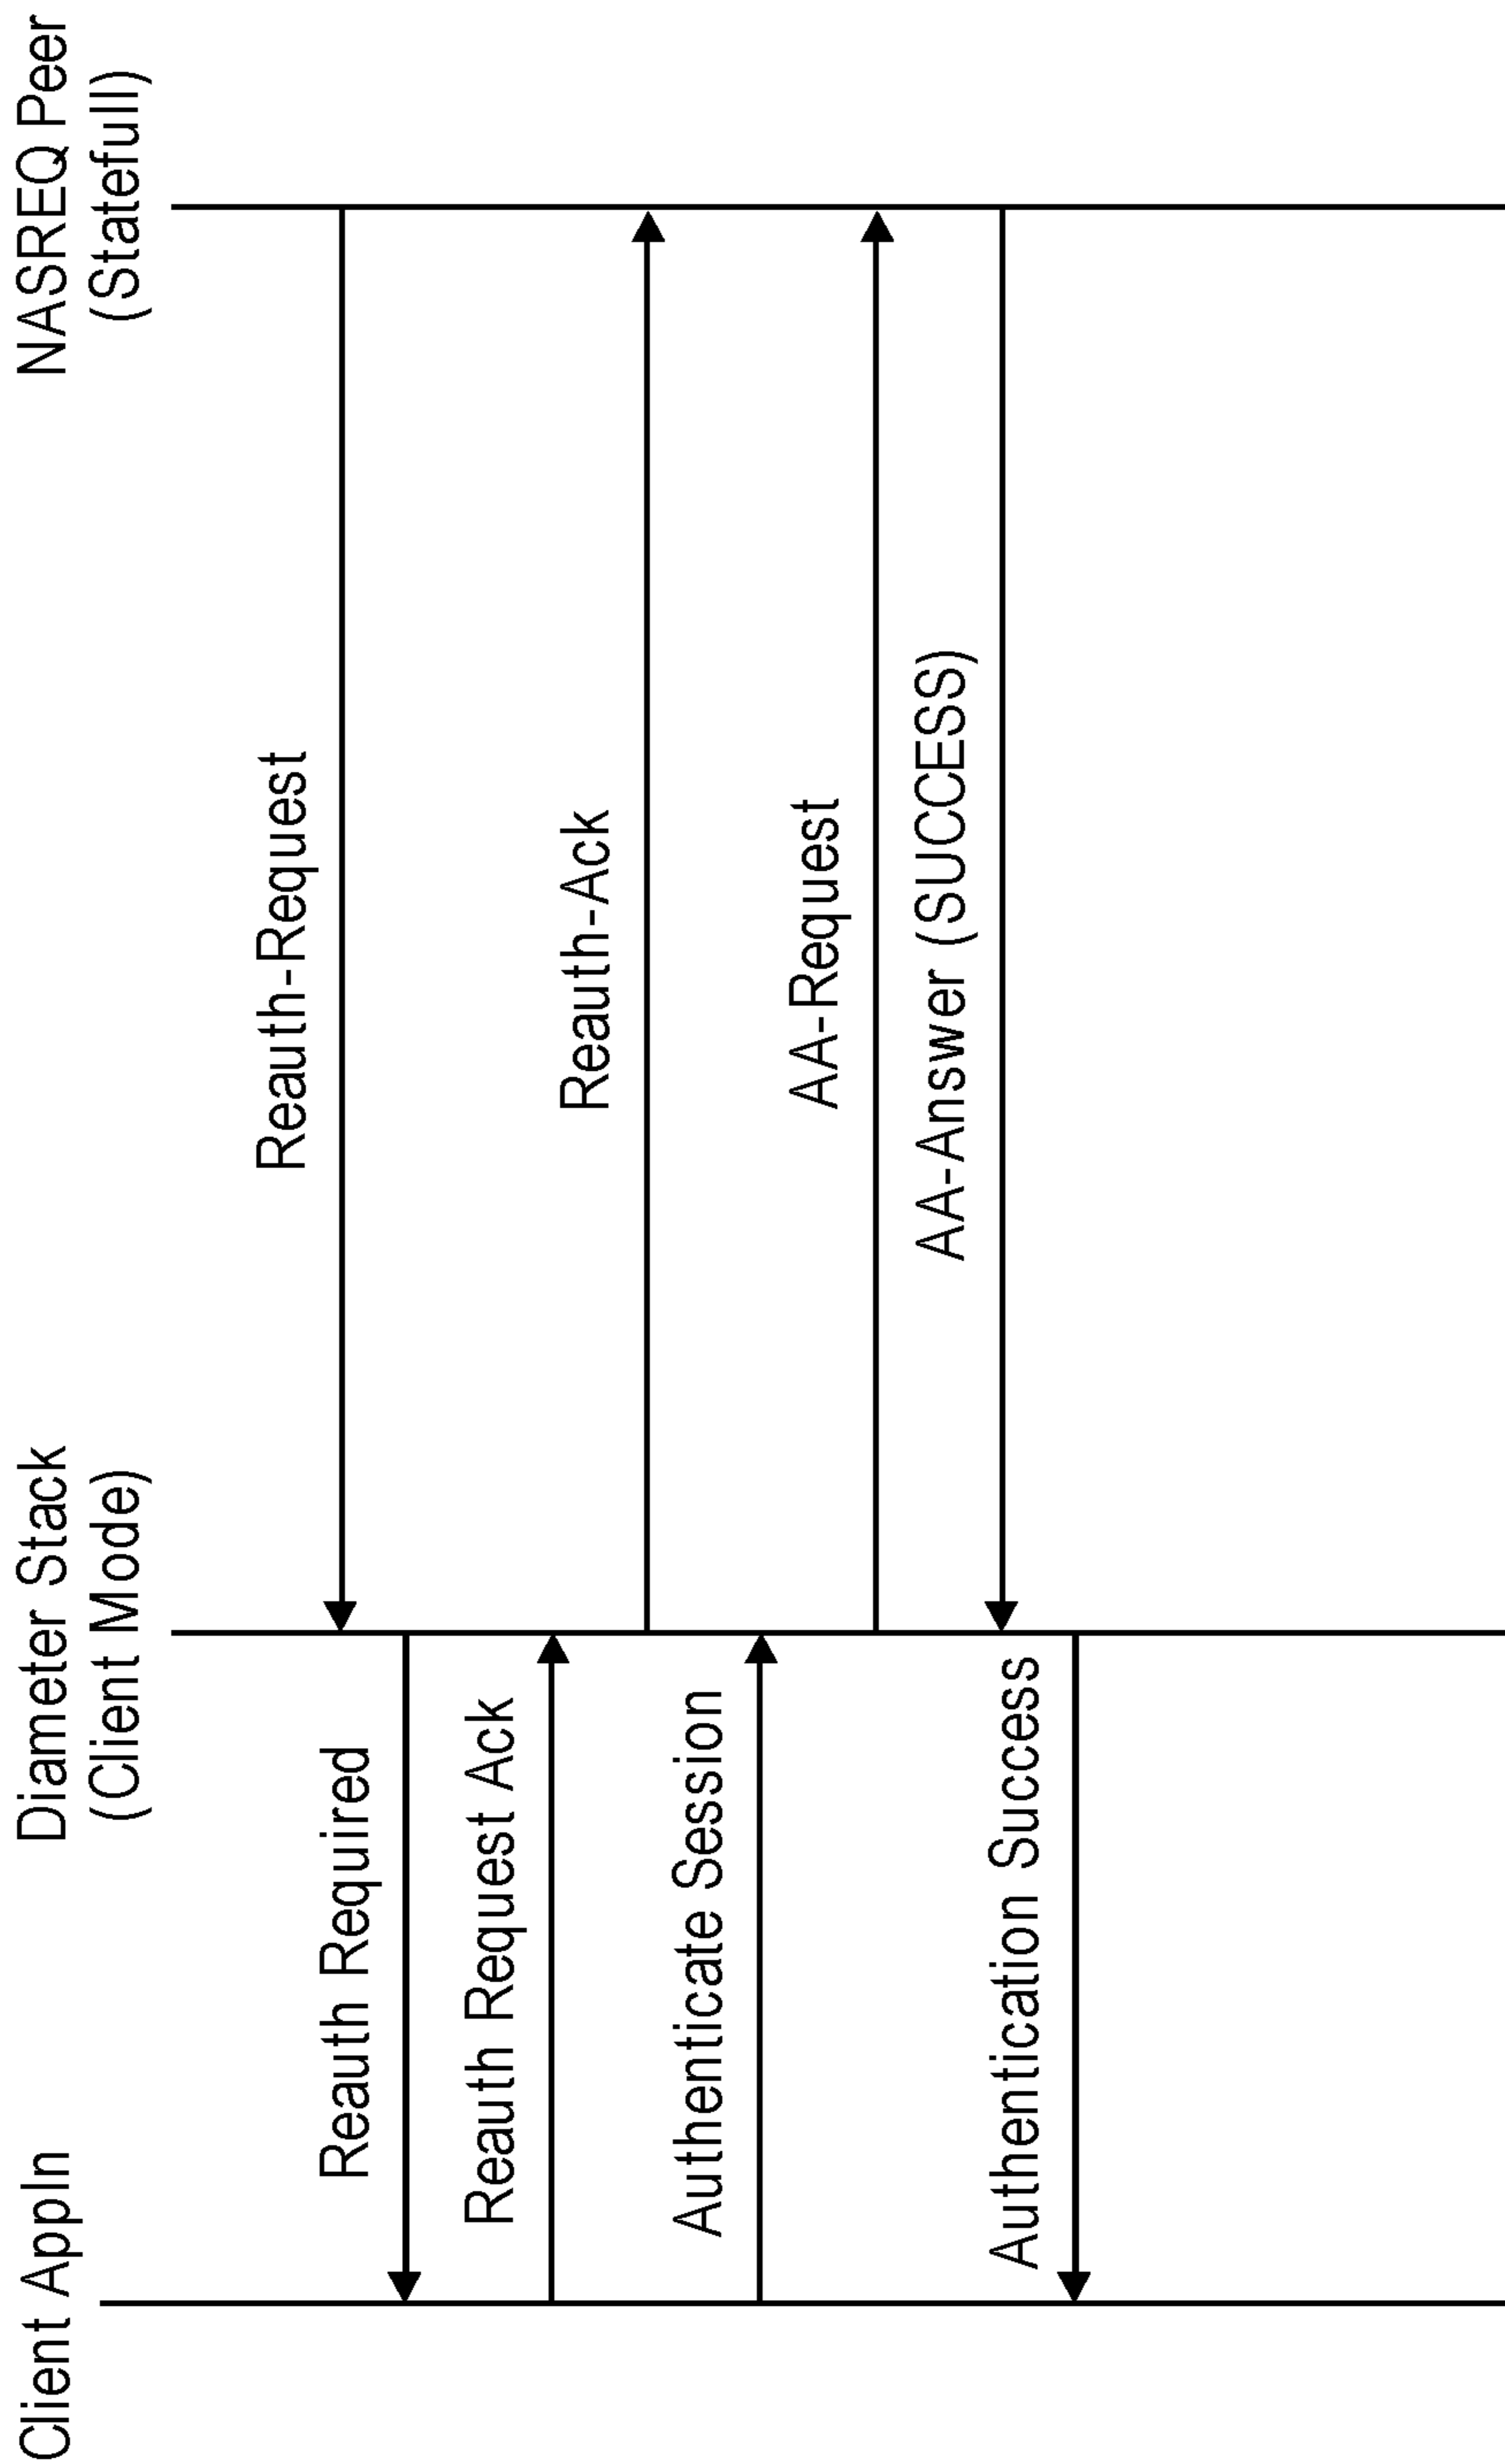 Client Appln
Diameter Stack
(Client Mode)
NASREQ Peer
(Statefull)
Reauth-Request
Reauth Required
Reauth Request Ack
Reauth-Ack
Authenticate Session
AA-Request
AA-Answer (SUCCESS)
Authentication Success